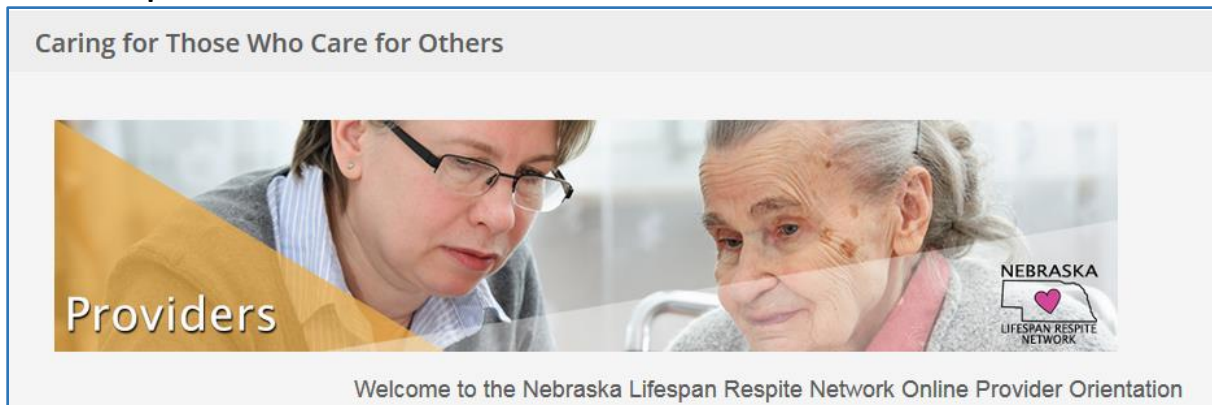 Caring for Those Who Care for Others
Providers
NEBRASKA
LIFESPAN RESPITE
NETWORK
Welcome to the Nebraska Lifespan Respite Network Online Provider Orientation